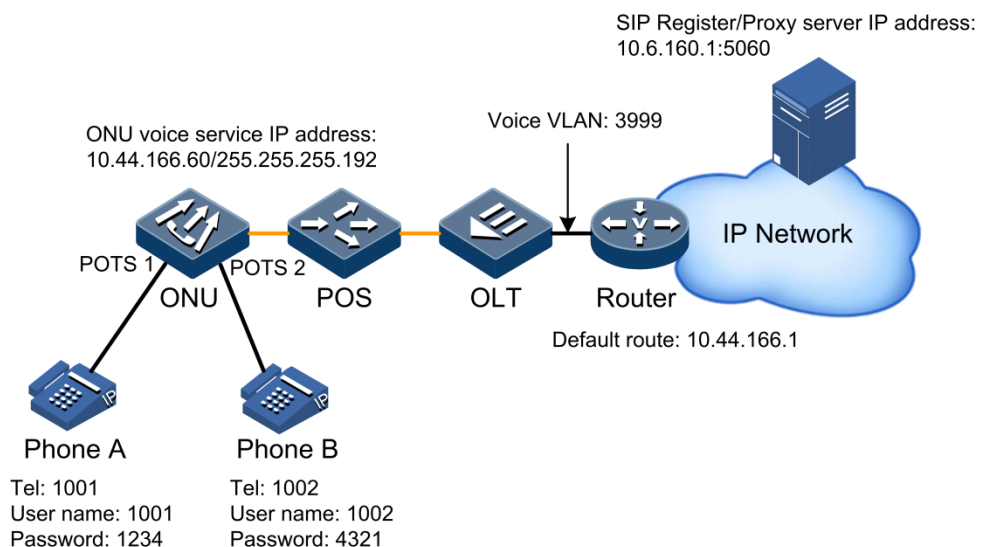 SIP Register/Proxy server IP address:
10.6.160.1:5060
Voice VLAN: 3999
ONU voice service IP address:
10.44.166.60/255.255.255.192
IP Network
V
POTS 1
POTS 2
ONU
POS
OLT
Router
Default route: 10.44.166.1
IP
IP
Phone A
Phone B
Tel: 1001
User name: 1001
Password: 1234
Tel: 1002
User name: 1002
Password: 4321